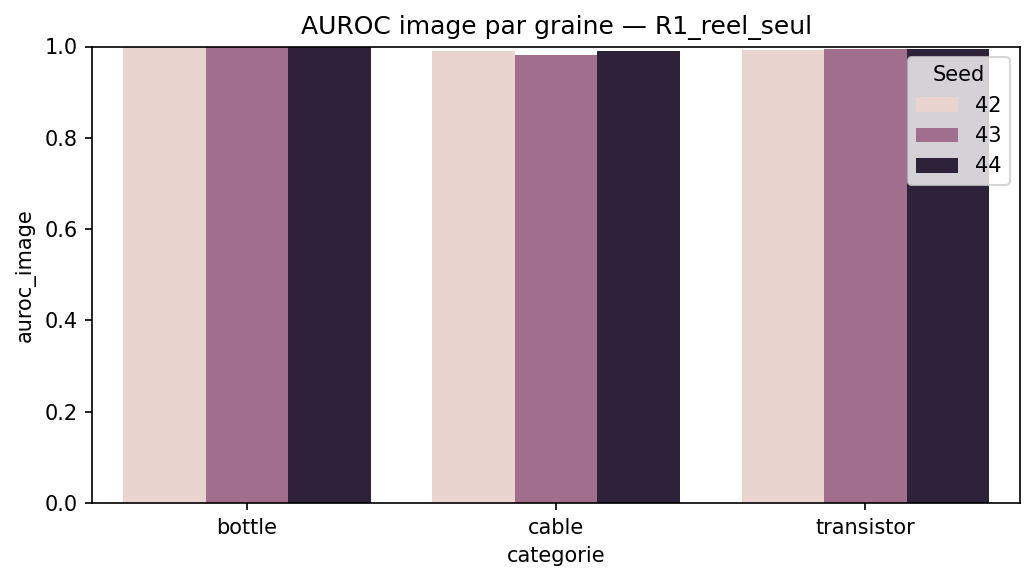 AUROC image par graine — R1_reel_seul
Seed
42
43
44
1.0
0.8
0.6
0.4
0.2
0.0
auroc_image
bottle
cable
transistor
categorie